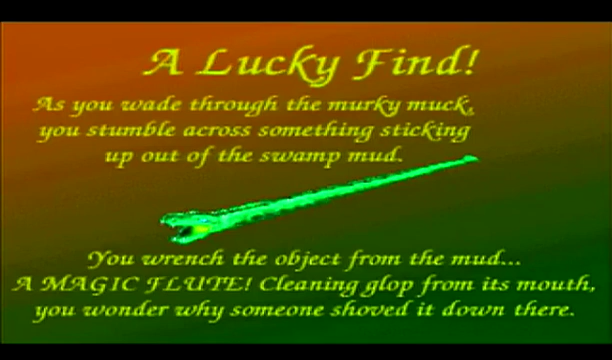 A Lucky Find!
As you wade through the murky muck,
you stumble across something sticking
up out of the swamp mud.
You wrench the object from the mud...
A MAGIC FLUTE! Cleaning glop from its mouth,
you wonder why someone shoved it down there.